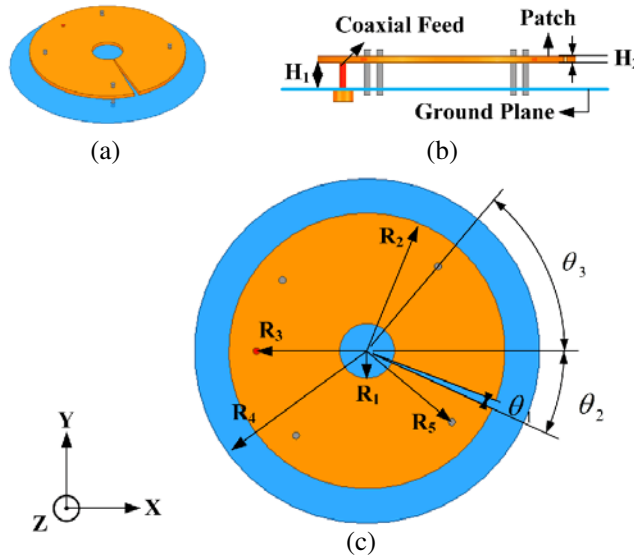 Coaxial Feed
Patch
H₁
H₂
Ground Plane
(a)
(b)
R₂
θ₃
R₃
R₁
R₄
R₅
θ₁
θ₂
Y
Z
X
(c)